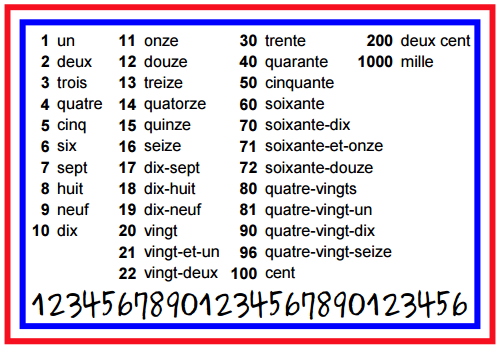 1 un
2 deux
3 trois
4 quatre
5 cinq
6 six
7 sept
8 huit
9 neuf
10 dix
11 onze
12 douze
13 treize
14 quatorze
15 quinze
16 seize
17 dix-sept
18 dix-huit
19 dix-neuf
20 vingt
21 vingt-et-un
22 vingt-deux
30 trente
40 quarante
50 cinquante
60 soixante
70 soixante-dix
71 soixante-et-onze
72 soixante-douze
80 quatre-vingts
81 quatre-vingt-un
90 quatre-vingt-dix
96 quatre-vingt-seize
100 cent
200 deux cent
1000 mille
12345678901234567890123456